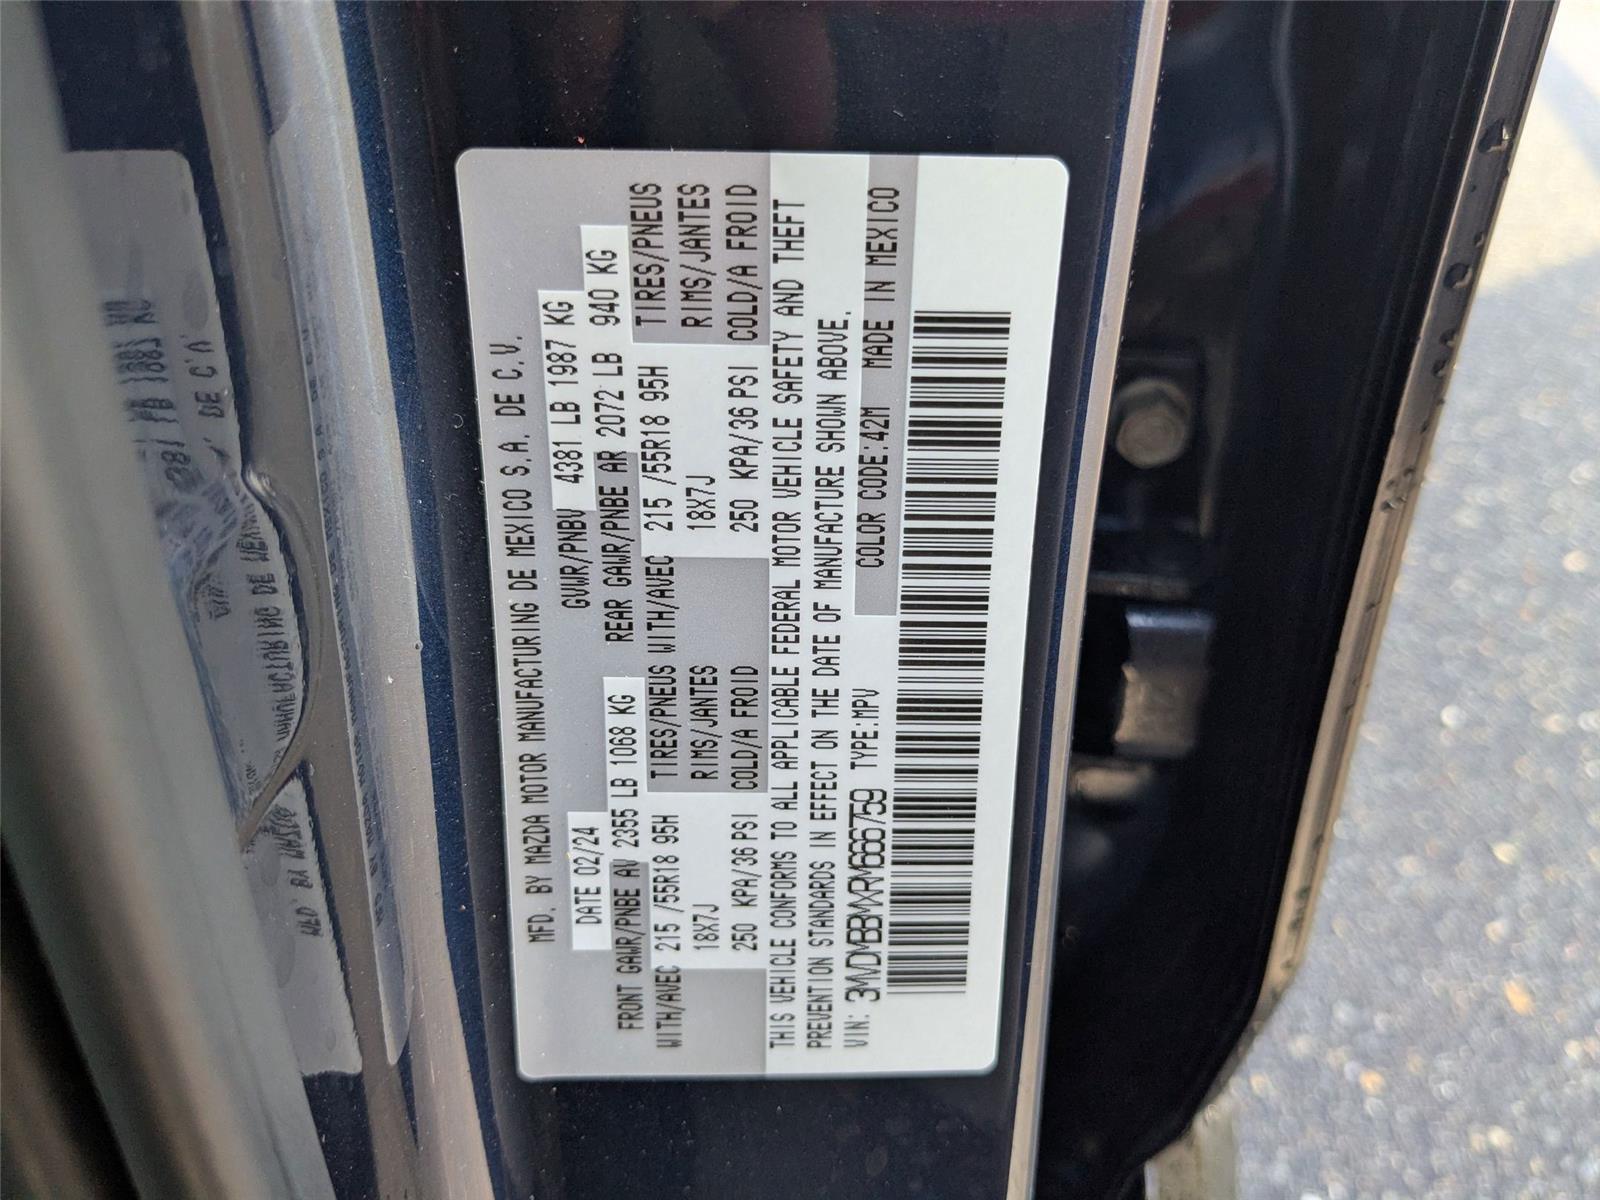 MFD. BY MAZDA MOTOR MANUFACTURING DE MEXICO S.A. DE C.V.
DATE 02/24 GVWR/PNBV 4381 LB 1987 KG
FRONT GAWR/PNBE AV 2355 LB 1068 KG REAR GAWR/PNBE AR 2072 LB 940 KG
WITH/AVEC 215 /55R18 95H TIRES/PNEUS WITH/AVEC 215 /55R18 95H TIRES/PNEUS
18X7J RIMS/JANTES 18X7J RIMS/JANTES
250 KPA/36 PSI COLD/A FROID 250 KPA/36 PSI COLD/A FROID
THIS VEHICLE CONFORMS TO ALL APPLICABLE FEDERAL MOTOR VEHICLE SAFETY AND THEFT
PREVENTION STANDARDS IN EFFECT ON THE DATE OF MANUFACTURE SHOWN ABOVE.
VIN: 3MVDMBBMXRM666759 TYPE:MPV COLOR CODE:42M MADE IN MEXICO